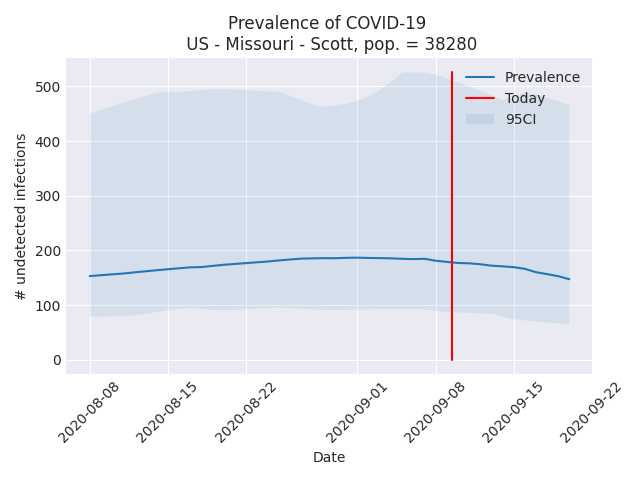 Prevalence of COVID-19
US - Missouri - Scott, pop. = 38280
# undetected infections
500
400
300
200
100
0
Prevalence
Today
95CI
2020-08-08
2020-08-15
2020-08-22
2020-09-01
2020-09-08
2020-09-15
2020-09-22
Date